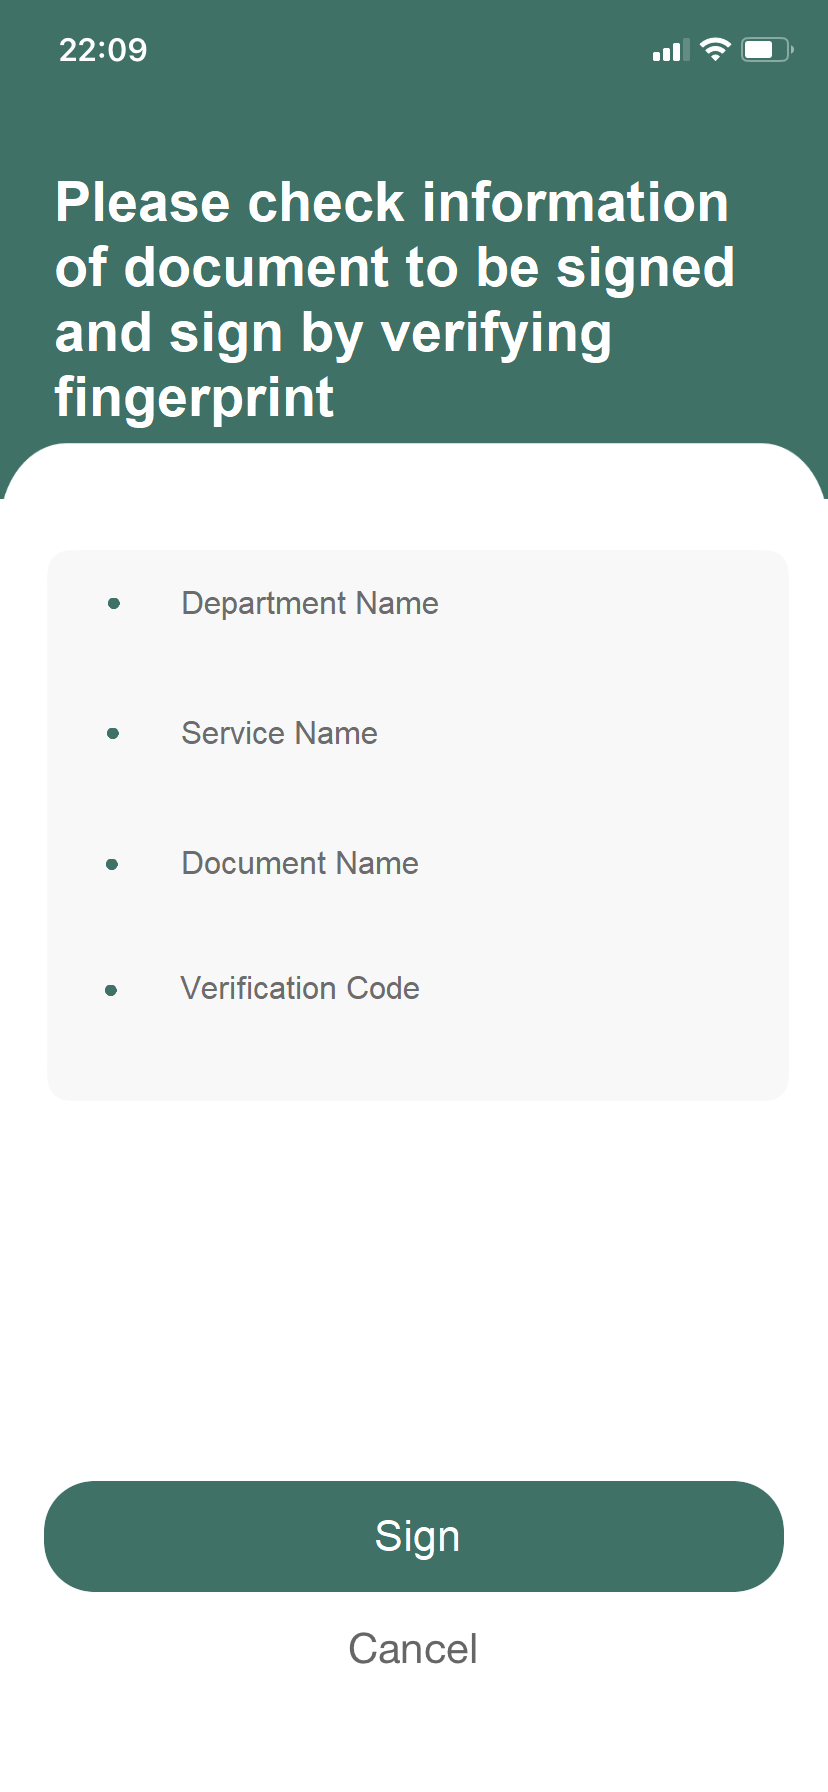 22:09
Please check information
of document to be signed
and sign by verifying
fingerprint
Department Name
Service Name
Document Name
Verification Code
Sign
Cancel